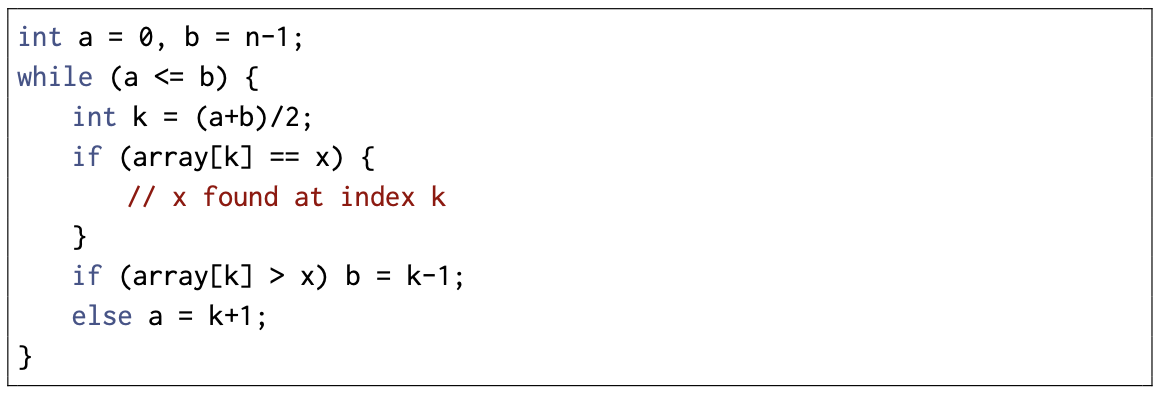 int a = 0, b = n-1;
while (a <= b) {
    int k = (a+b)/2;
    if (array[k] == x) {
        // x found at index k
    }
    if (array[k] > x) b = k-1;
    else a = k+1;
}